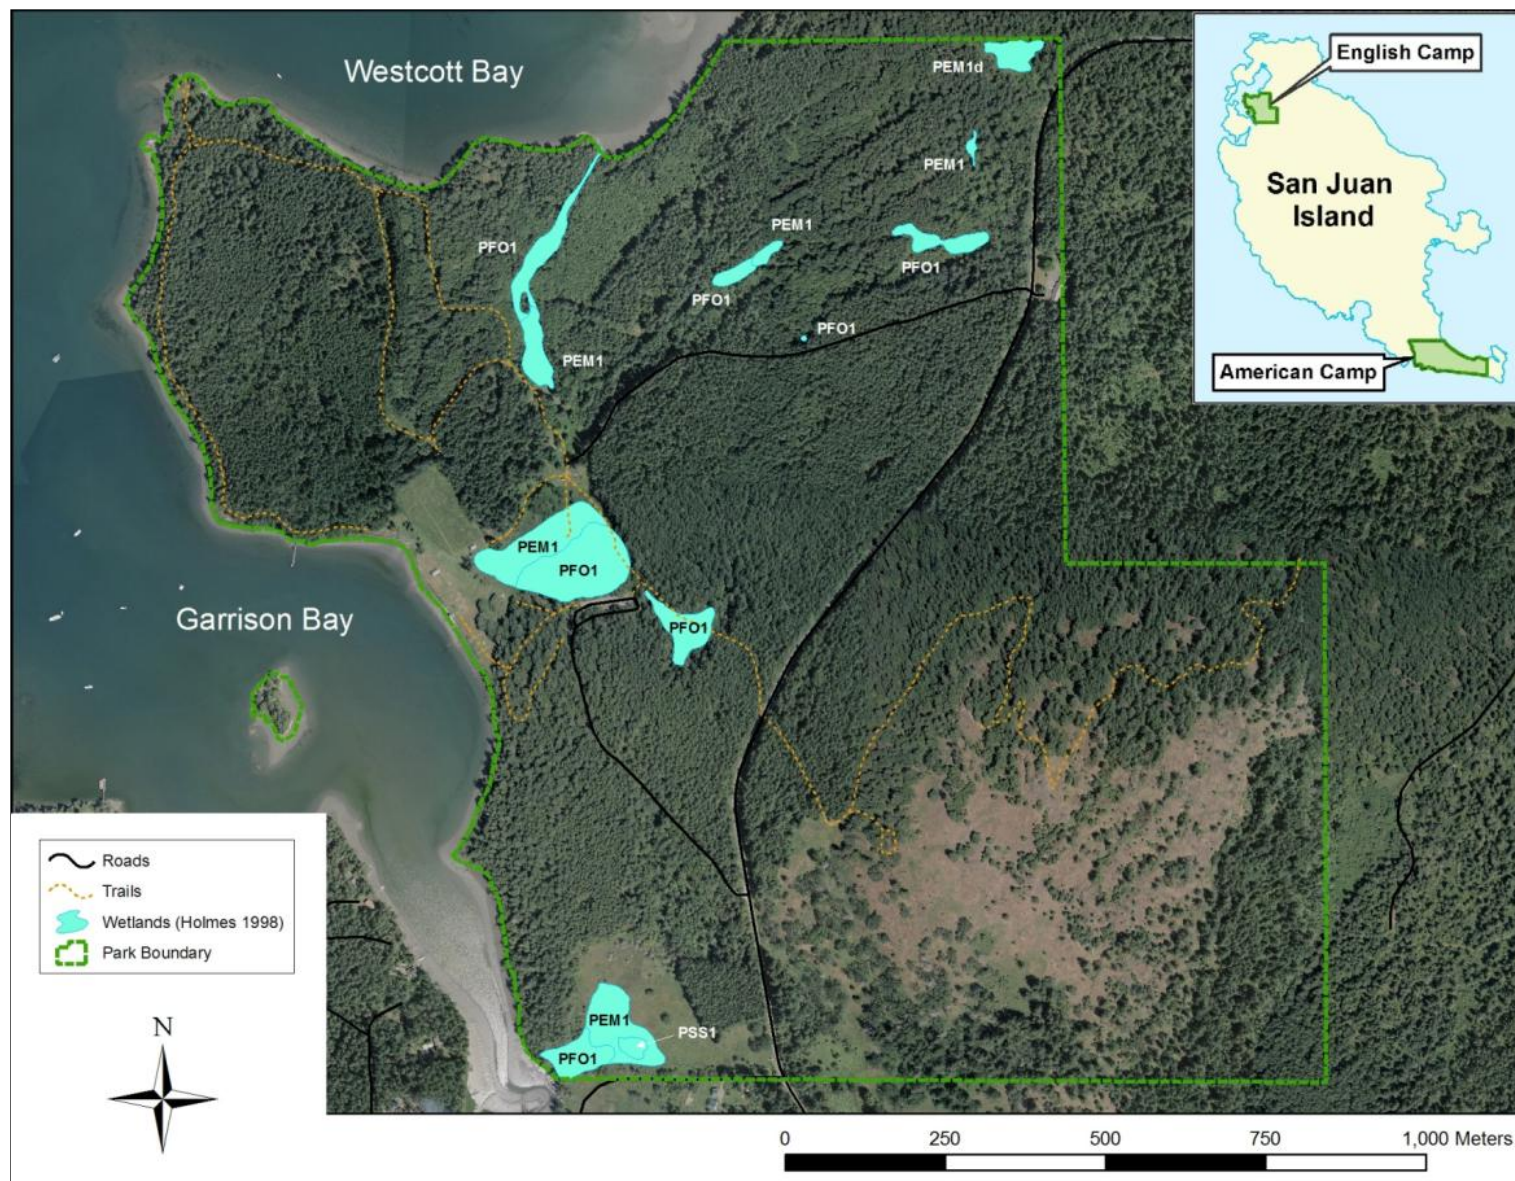 Westcott Bay
PEM1d
English Camp
PEM1
San Juan
Island
PEM1
PFO1
PFO1
PFO1
PFO1
PEM1
American Camp
PEM1
PFO1
Garrison Bay
PFO1
Roads
Trails
Wetlands (Holmes 1998)
Park Boundary
N
PEM1
PSS1
PFO1
0 250 500 750 1,000 Meters